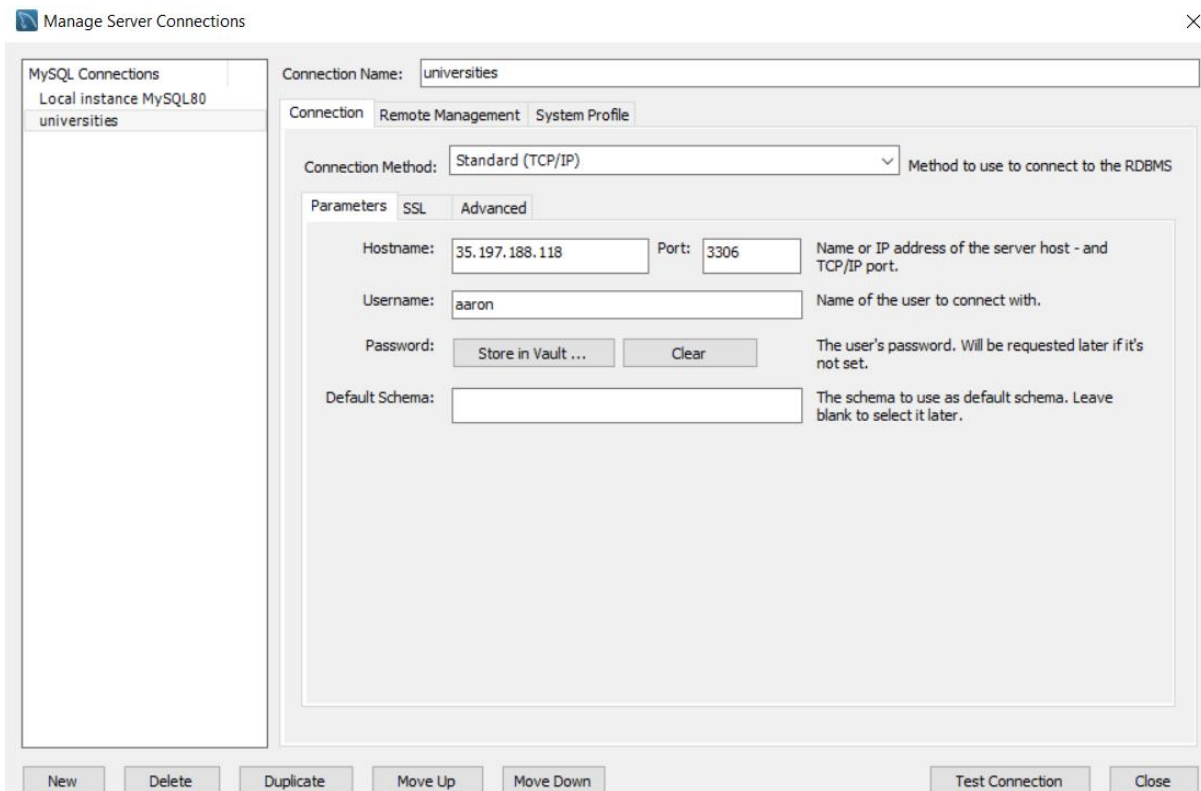 Manage Server Connections
MySQL Connections
Local instance MySQL80
universities
Connection Name: universities
Connection Remote Management System Profile
Connection Method: Standard (TCP/IP) Method to use to connect to the RDBMS
Parameters SSL Advanced
Hostname: 35.197.188.118 Port: 3306 Name or IP address of the server host - and
TCP/IP port.
Username: aaron Name of the user to connect with.
Password: Store in Vault ... Clear The user's password. Will be requested later if it's
not set.
Default Schema: The schema to use as default schema. Leave
blank to select it later.
New Delete Duplicate Move Up Move Down Test Connection Close